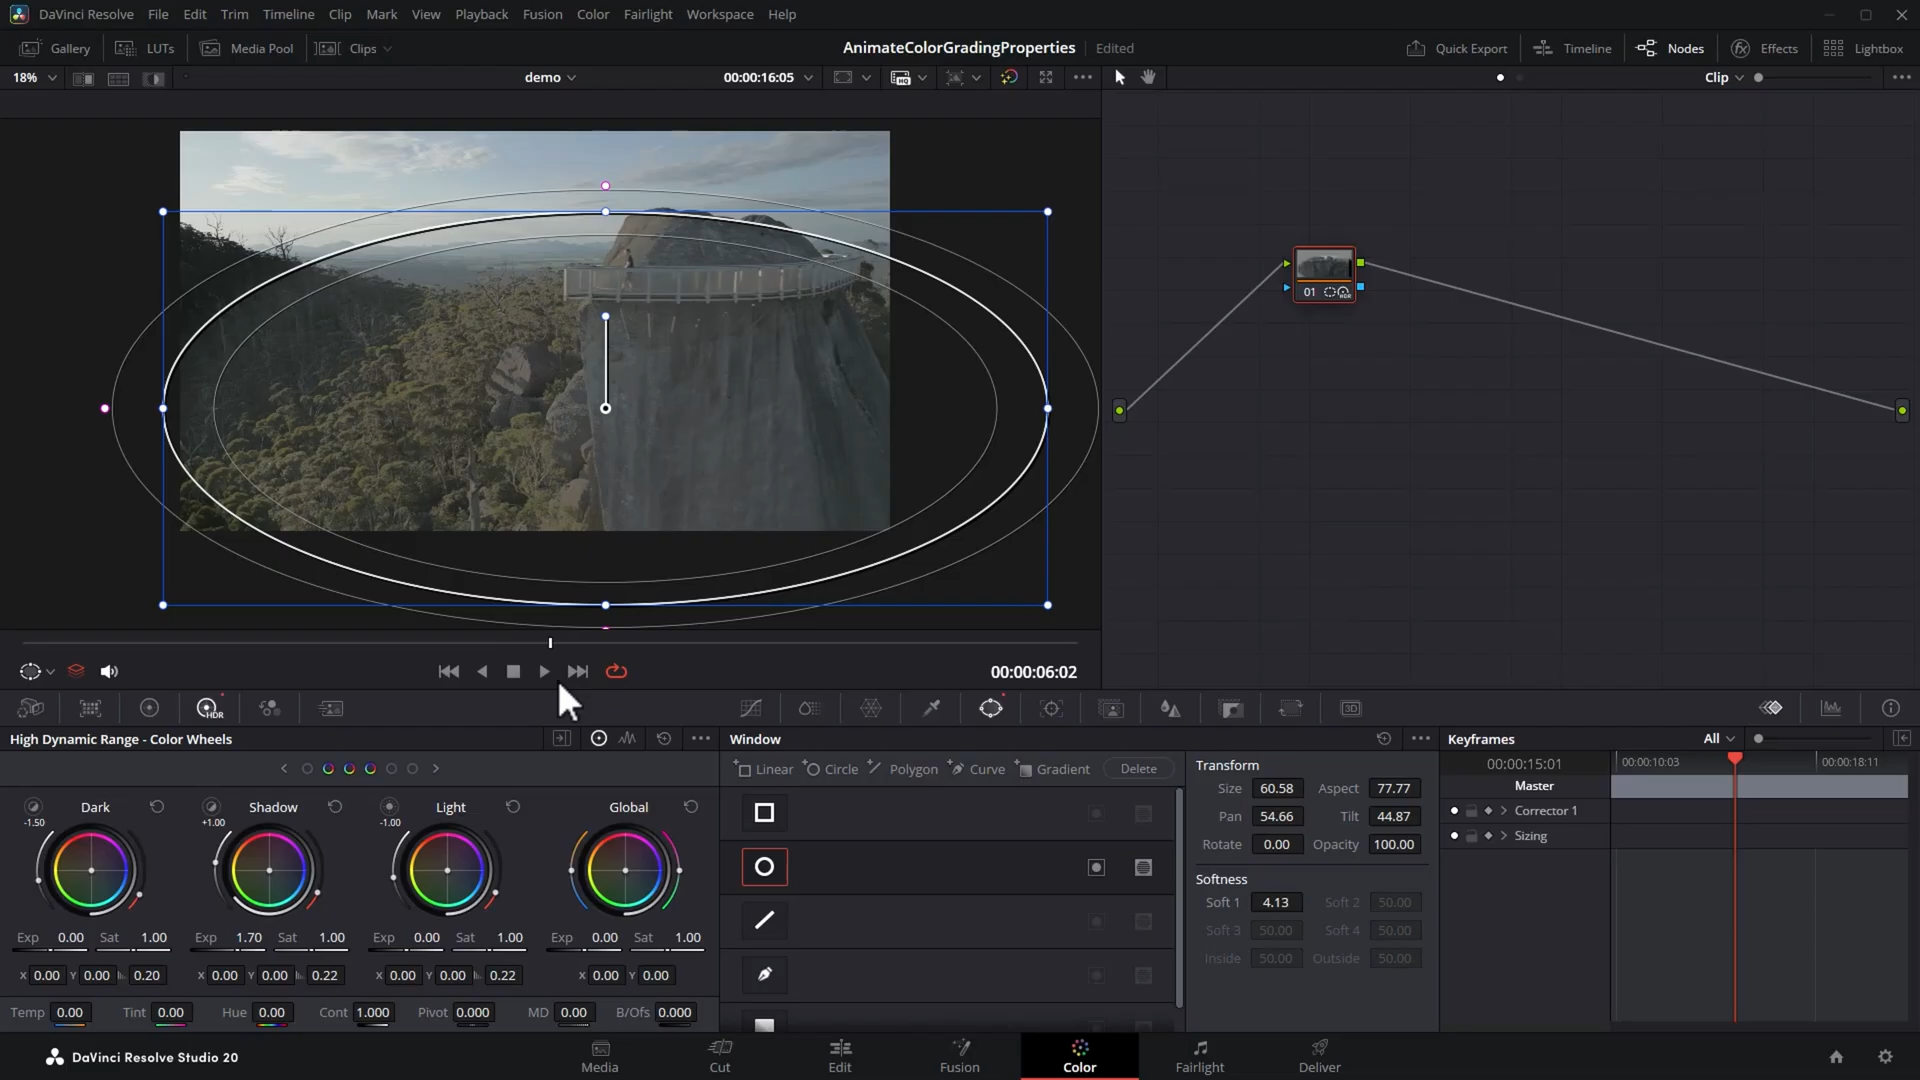 DaVinci Resolve File Edit Trim Timeline Clip Mark View Playback Fusion Color Fairlight Workspace Help
Gallery LUTs Media Pool Clips AnimateColorGradingProperties Edited Quick Export Timeline Nodes Effects Lightbox
18% demo 00:00:16:05 HQ Clip
01 HDR
00:00:06:02
HDR 3D
High Dynamic Range - Color Wheels
Dark Shadow Light Global
-1.50 +1.00 -1.00
Exp 0.00 Sat 1.00 Exp 1.70 Sat 1.00 Exp 0.00 Sat 1.00 Exp 0.00 Sat 1.00
X 0.00 Y 0.00 0.20 X 0.00 Y 0.00 0.22 X 0.00 Y 0.00 0.22 X 0.00 Y 0.00
Temp 0.00 Tint 0.00 Hue 0.00 Cont 1.000 Pivot 0.000 MD 0.00 B/Ofs 0.000
Window
Linear Circle Polygon Curve Gradient Delete
Transform
Size 60.58 Aspect 77.77
Pan 54.66 Tilt 44.87
Rotate 0.00 Opacity 100.00
Softness
Soft 1 4.13 Soft 2 50.00
Soft 3 50.00 Soft 4 50.00
Inside 50.00 Outside 50.00
Keyframes All
00:00:15:01 00:00:10:03 00:00:18:11
Master
Corrector 1
Sizing
DaVinci Resolve Studio 20 Media Cut Edit Fusion Color Fairlight Deliver